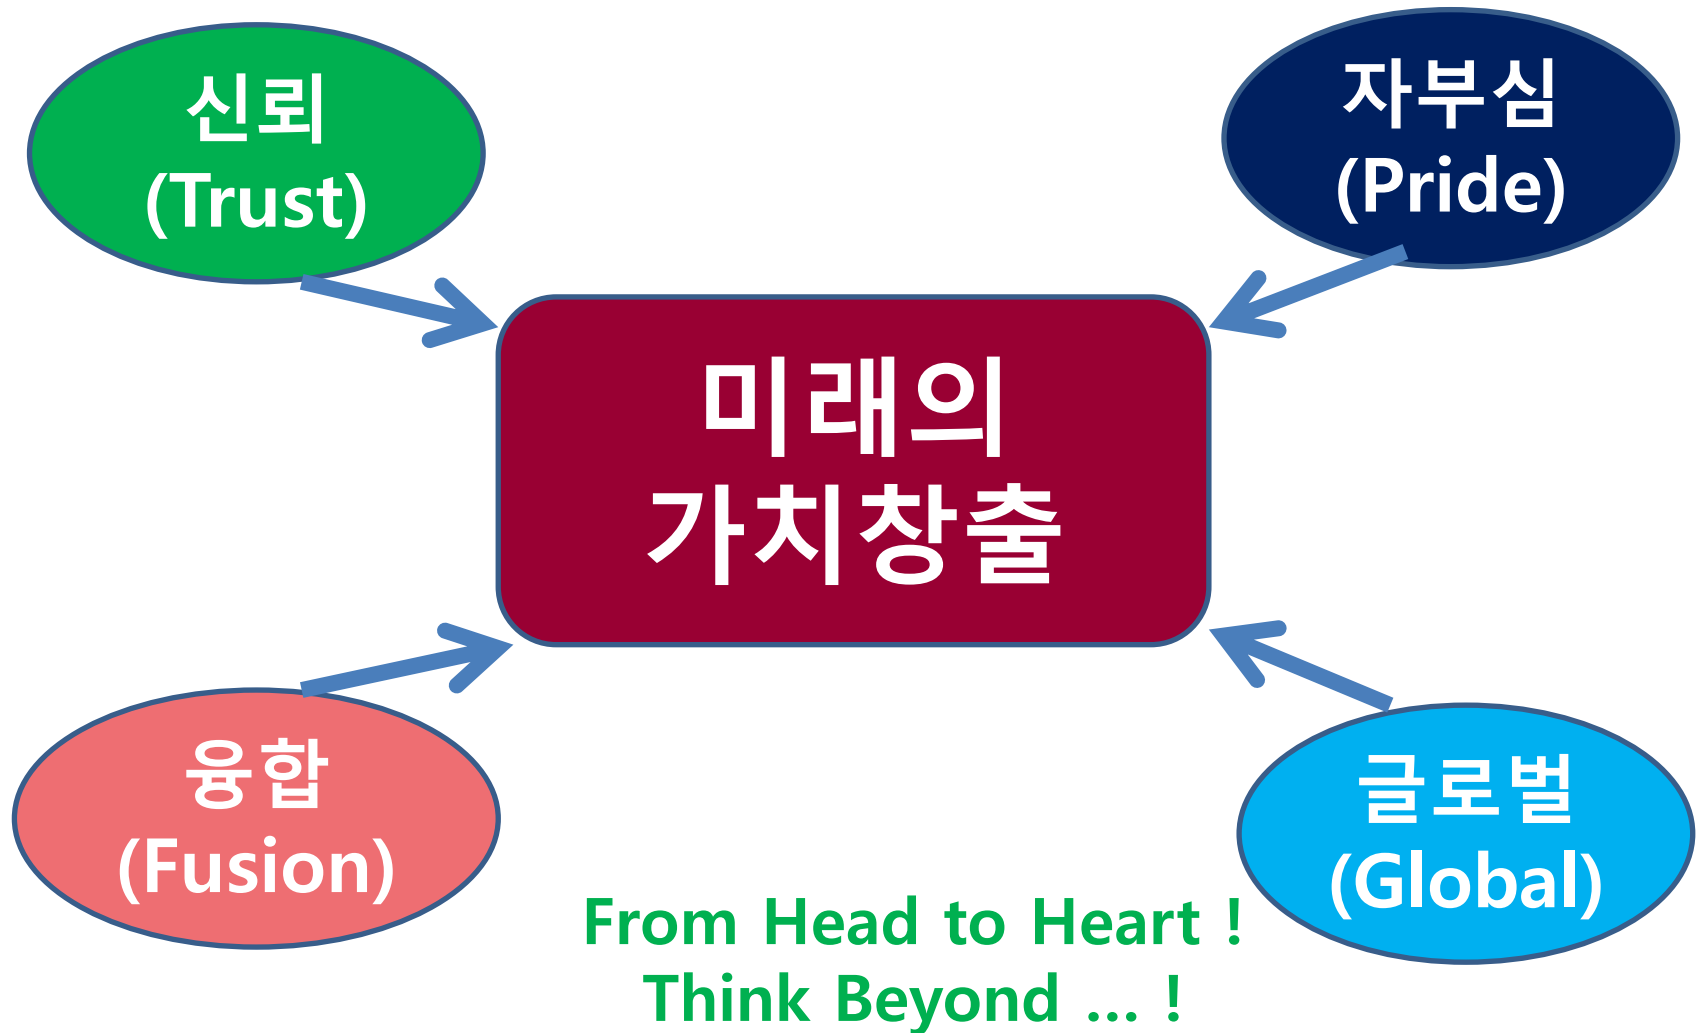 신뢰
(Trust)
자부심
(Pride)
미래의
가치창출
융합
(Fusion)
글로벌
(Global)
From Head to Heart !
Think Beyond ... !